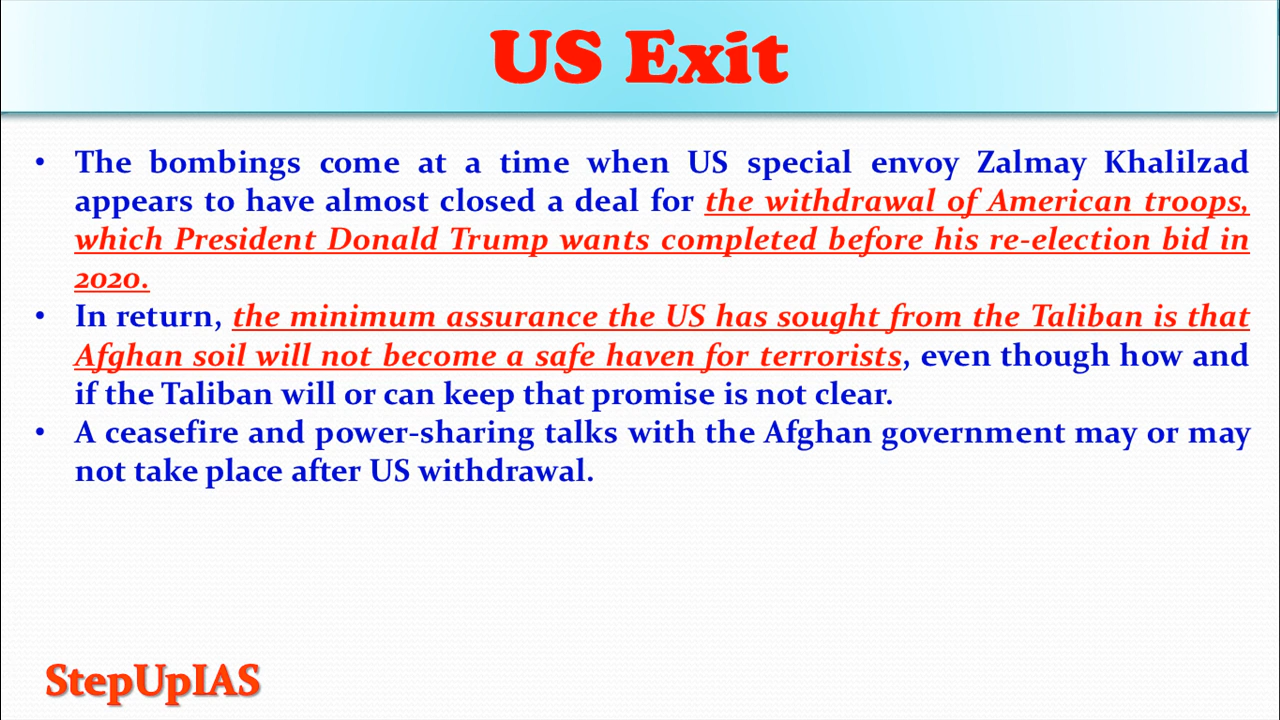 US Exit
• The bombings come at a time when US special envoy Zalmay Khalilzad
appears to have almost closed a deal for the withdrawal of American troops,
which President Donald Trump wants completed before his re-election bid in
2020.
• In return, the minimum assurance the US has sought from the Taliban is that
Afghan soil will not become a safe haven for terrorists, even though how and
if the Taliban will or can keep that promise is not clear.
• A ceasefire and power-sharing talks with the Afghan government may or may
not take place after US withdrawal.
StepUpIAS